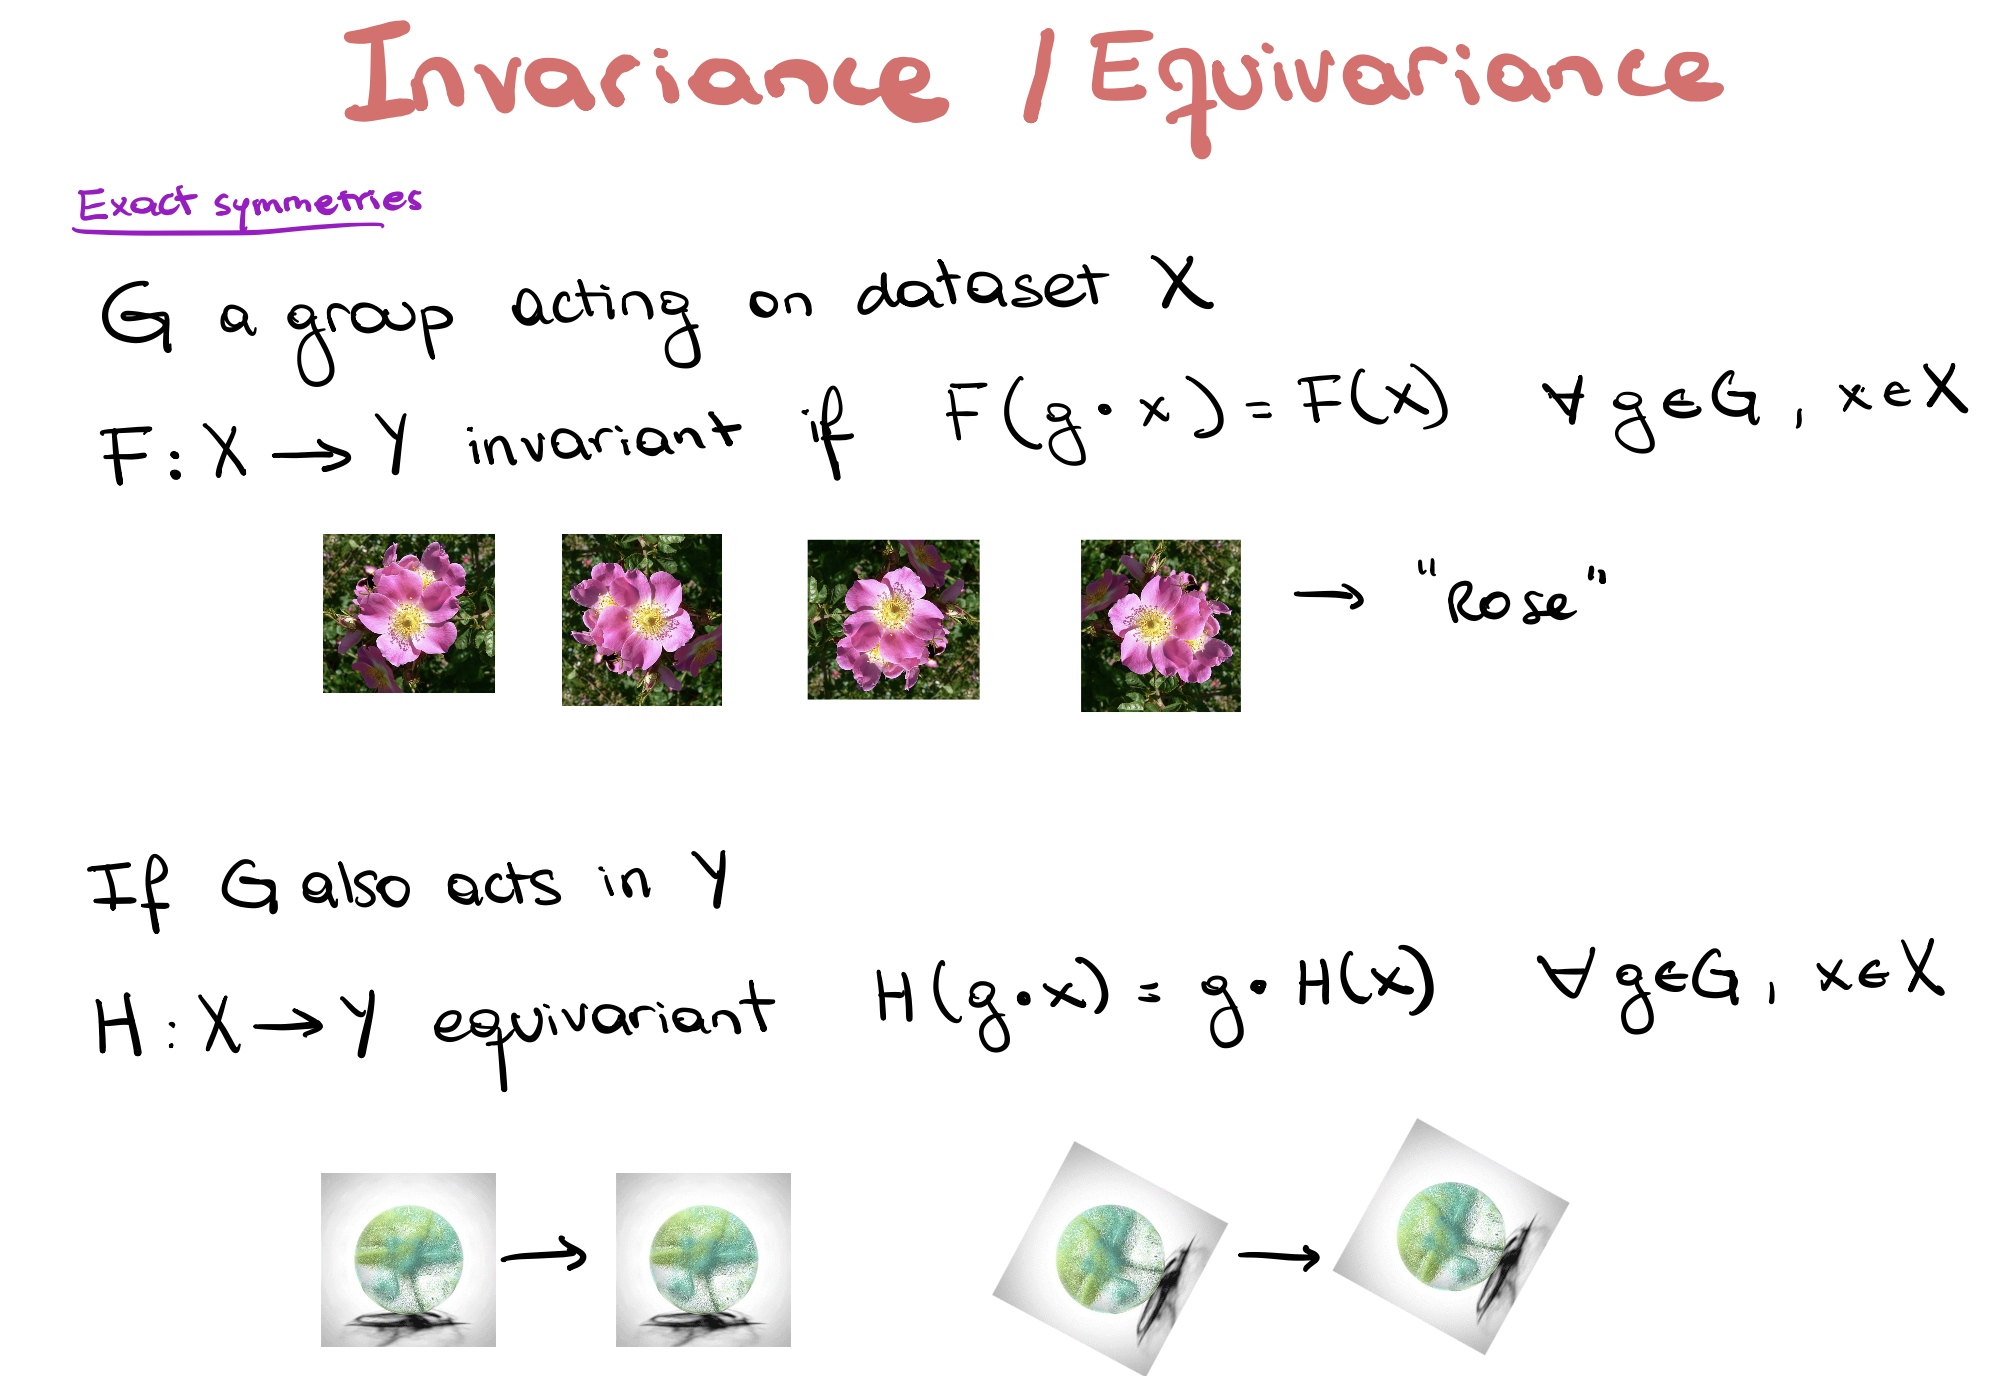 Invariance / Equivariance
Exact symmetries
G a group acting on dataset X
F: X → Y invariant if F(g · x) = F(x) ∀ g ∈ G, x ∈ X
→ "Rose"
If G also acts in Y
H: X → Y equivariant H(g · x) = g · H(x) ∀ g ∈ G, x ∈ X